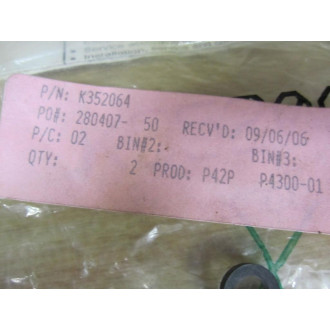 Service
P/N: K352064
PO#: 280407- 50 RECV'D: 09/06/06
P/C: 02 BIN#2:- BIN#3:
QTY: 2 PROD: P42P P4300-01